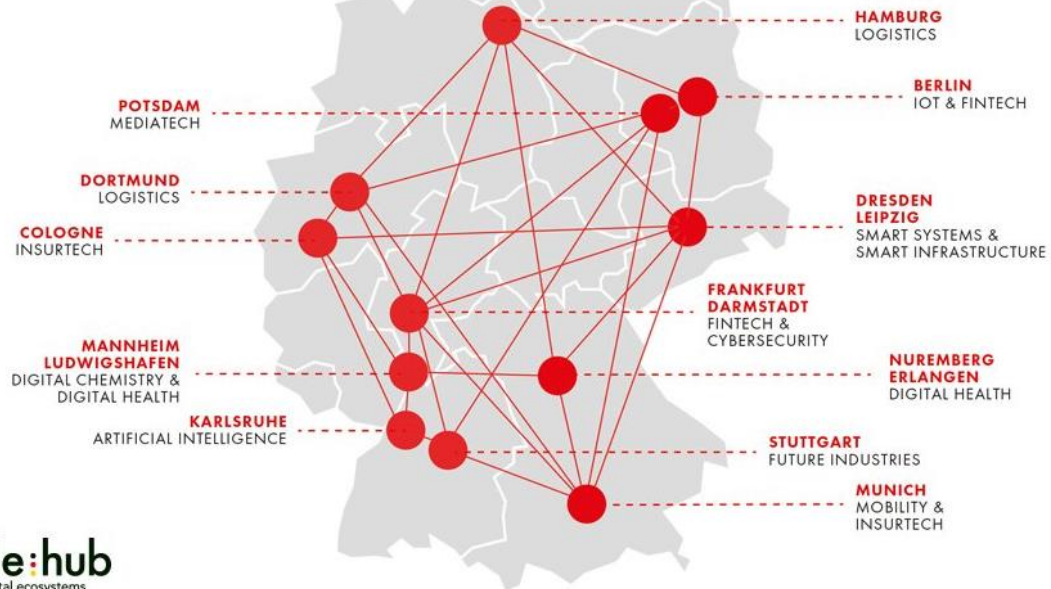 HAMBURG
LOGISTICS
BERLIN
IOT & FINTECH
POTSDAM
MEDIATECH
DORTMUND
LOGISTICS
COLOGNE
INSURTECH
DRESDEN
LEIPZIG
SMART SYSTEMS &
SMART INFRASTRUCTURE
FRANKFURT
DARMSTADT
FINTECH &
CYBERSECURITY
MANNHEIM
LUDWIGSHAFEN
DIGITAL CHEMISTRY &
DIGITAL HEALTH
NUREMBERG
ERLANGEN
DIGITAL HEALTH
KARLSRUHE
ARTIFICIAL INTELLIGENCE
STUTTGART
FUTURE INDUSTRIES
MUNICH
MOBILITY &
INSURTECH
e:hub
tal ecosystems